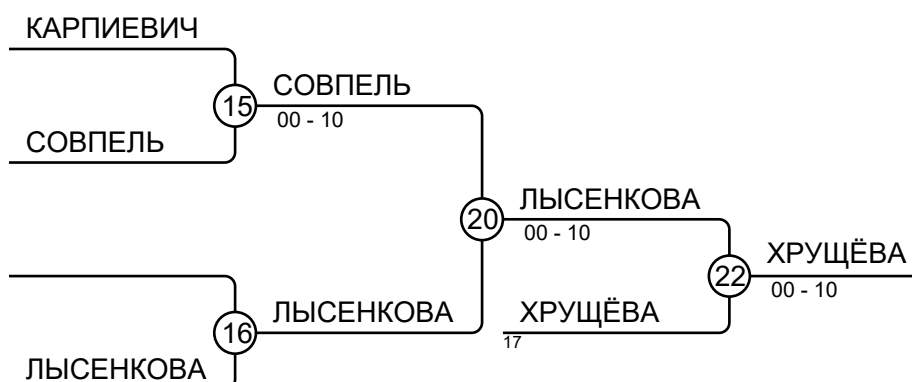 КАРПИЕВИЧ
15
СОВПЕЛЬ
00 - 10
СОВПЕЛЬ
20
ЛЫСЕНКОВА
00 - 10
22
ХРУЩЁВА
00 - 10
16
ЛЫСЕНКОВА
ХРУЩЁВА
17
ЛЫСЕНКОВА